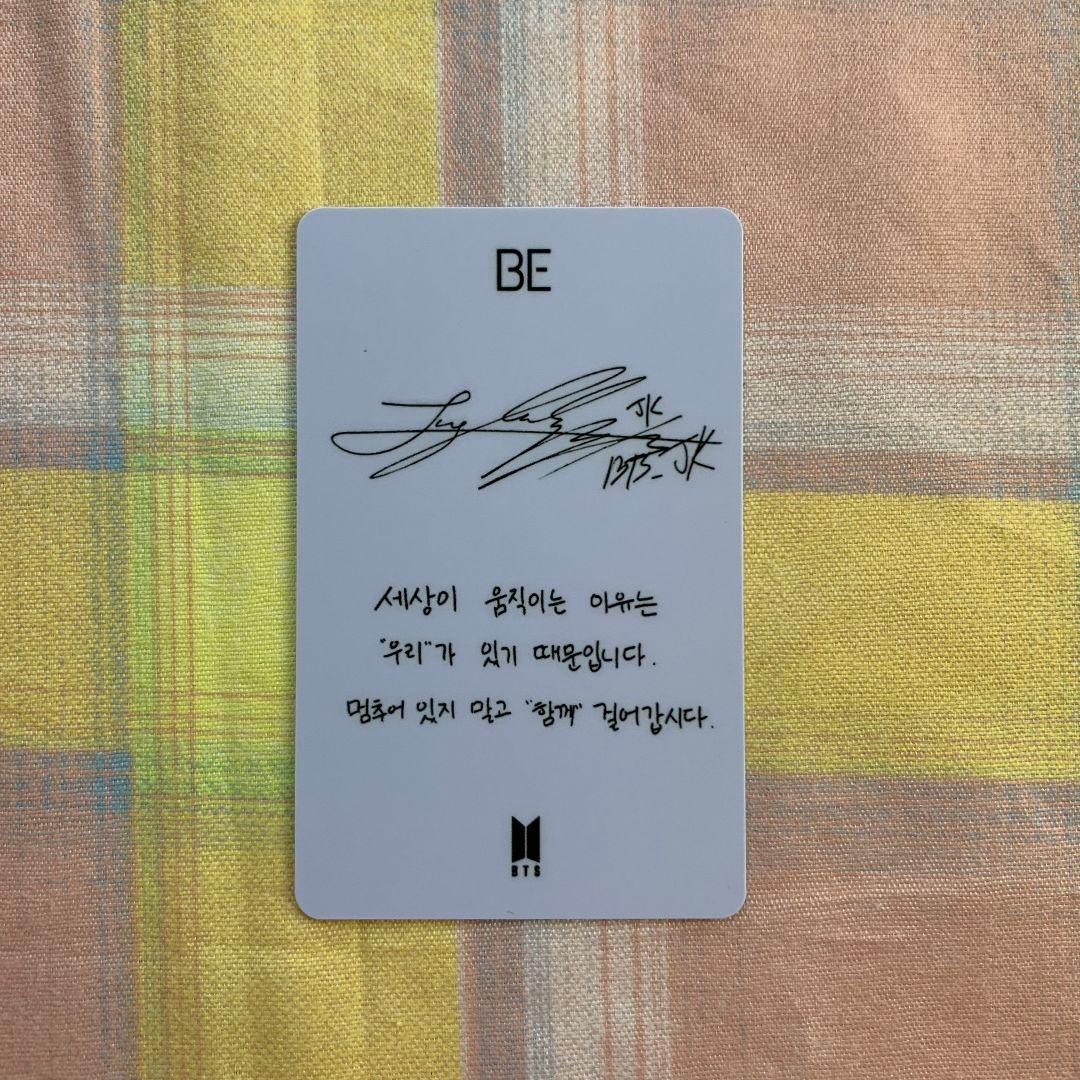 BE
JK
BTS_JK
세상이 움직이는 이유는
"우리"가 있기 때문입니다.
멈추어 있지 말고 "함께" 걸어갑시다.
BTS